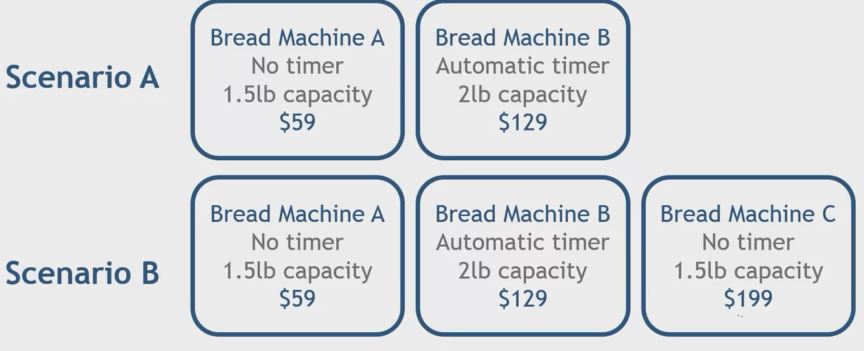 Scenario A
Bread Machine A
No timer
1.5lb capacity
$59
Bread Machine B
Automatic timer
2lb capacity
$129
Scenario B
Bread Machine A
No timer
1.5lb capacity
$59
Bread Machine B
Automatic timer
2lb capacity
$129
Bread Machine C
No timer
1.5lb capacity
$199